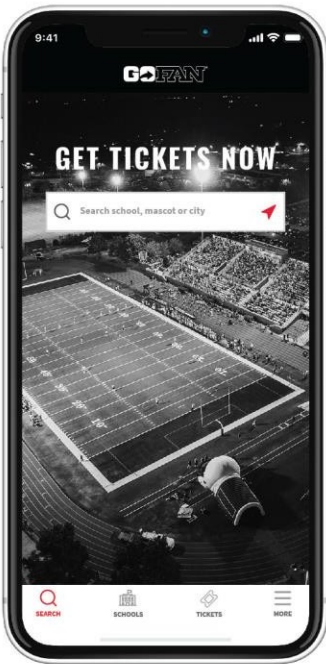 9:41
GOFAN
GET TICKETS NOW
Search school, mascot or city
SEARCH
SCHOOLS
TICKETS
MORE